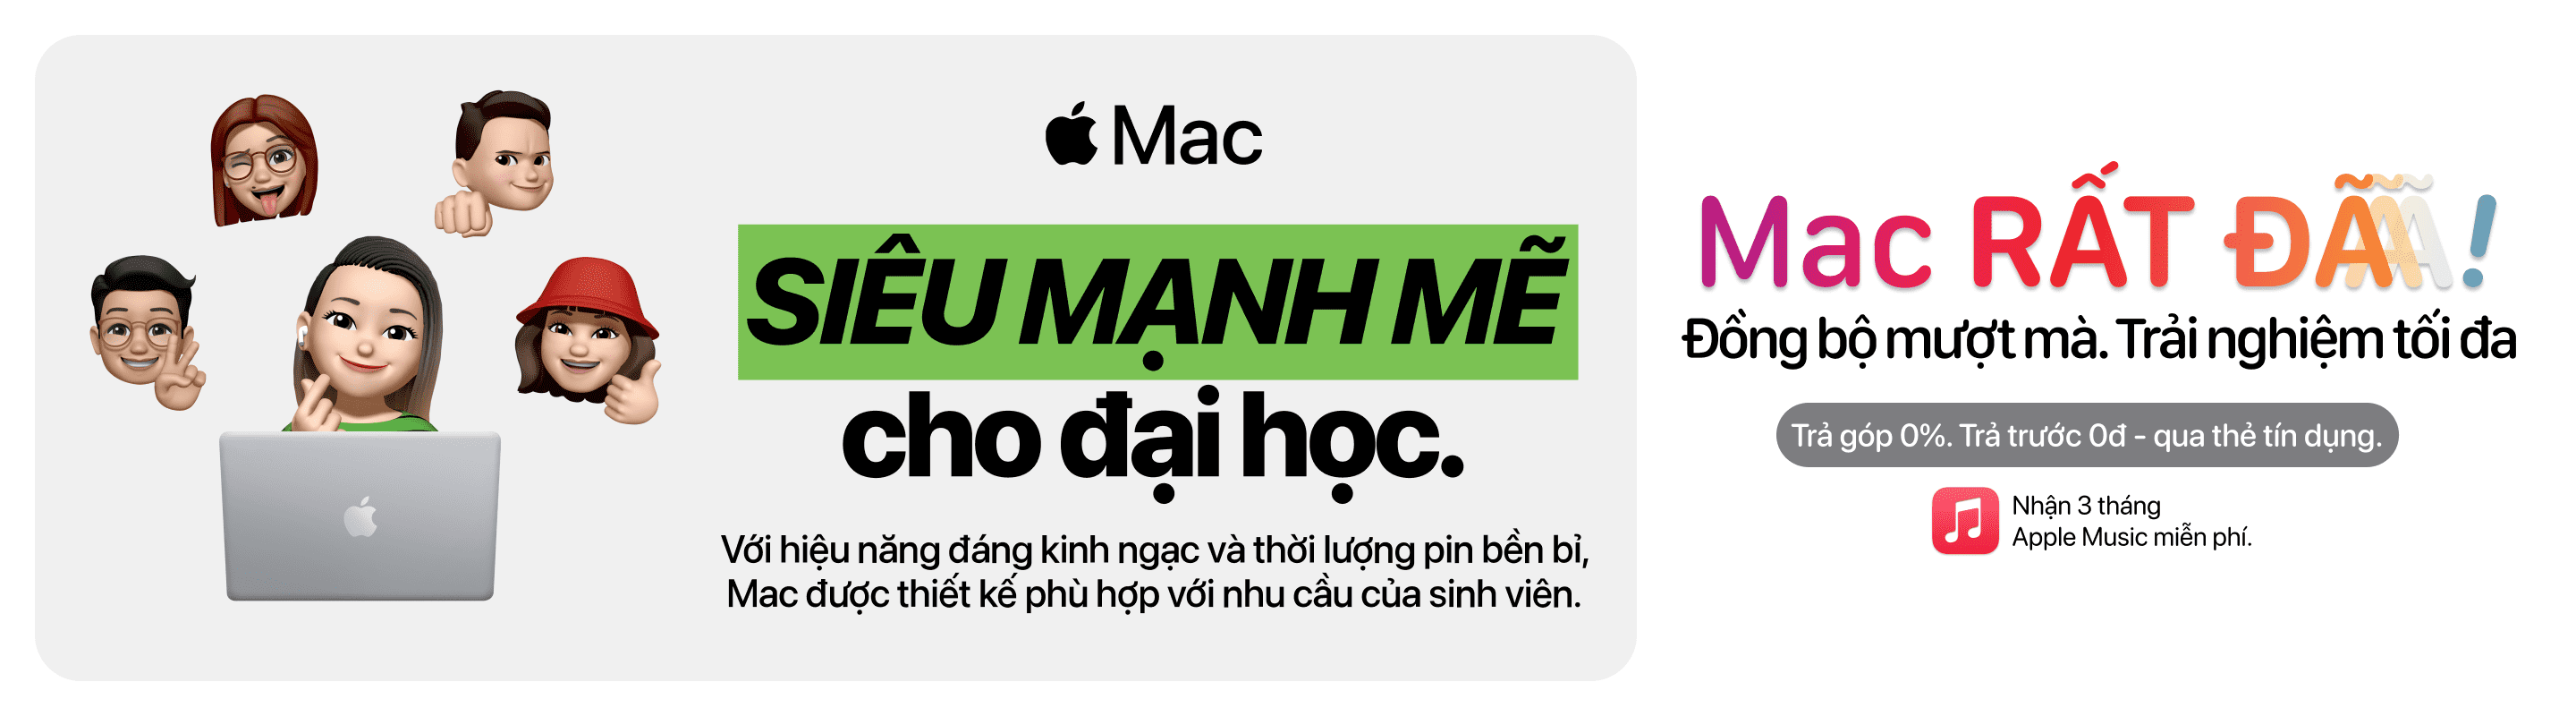 Mac
SIÊU MẠNH MẼ
cho đại học.
Với hiệu năng đáng kinh ngạc và thời lượng pin bền bỉ,
Mac được thiết kế phù hợp với nhu cầu của sinh viên.
Mac RẤT ĐÃÃÃ!
Đồng bộ mượt mà. Trải nghiệm tối đa
Trả góp 0%. Trả trước 0đ - qua thẻ tín dụng.
Nhận 3 tháng
Apple Music miễn phí.